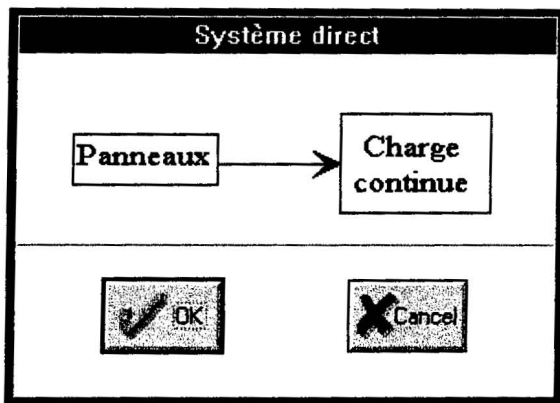 Système direct
Panneaux
Charge
continue
OK
Cancel